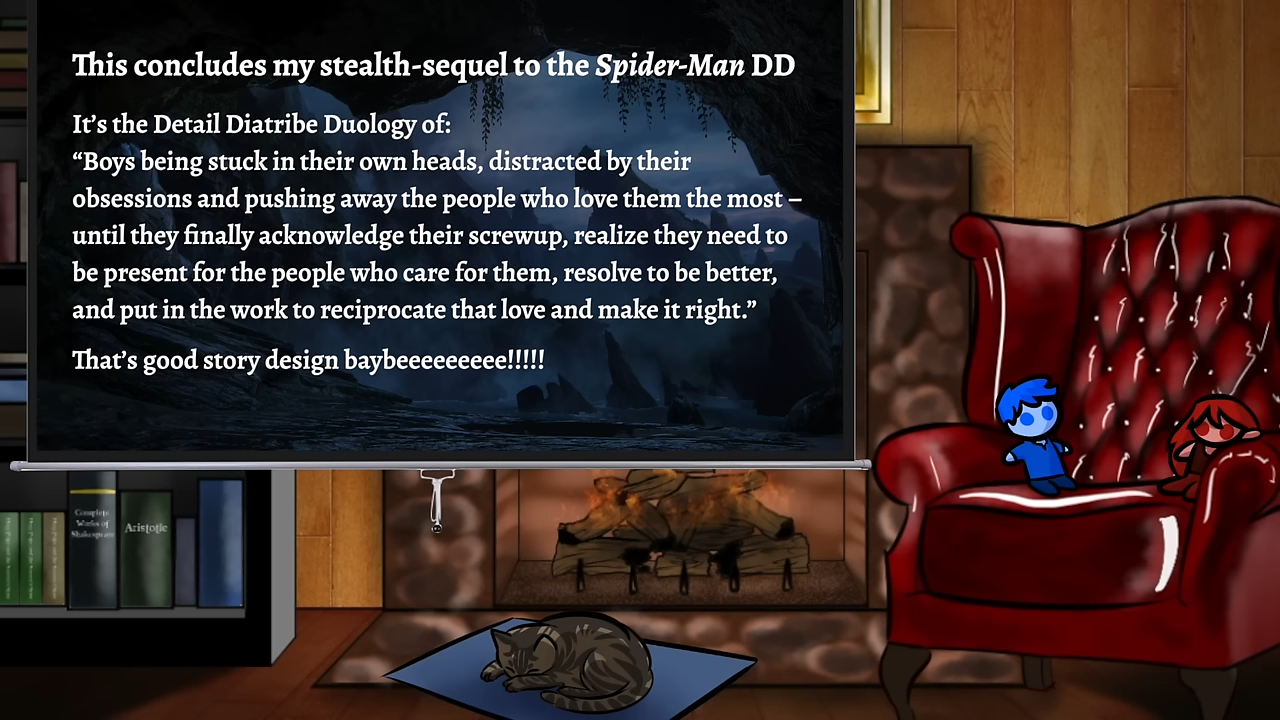 This concludes my stealth-sequel to the Spider-Man DD
It’s the Detail Diatribe Duology of:
“Boys being stuck in their own heads, distracted by their
obsessions and pushing away the people who love them the most –
until they finally acknowledge their screwup, realize they need to
be present for the people who care for them, resolve to be better,
and put in the work to reciprocate that love and make it right.”
That’s good story design baybeeeeeeeee!!!!!
Complete
Works of
Shakespeare
Aristotle